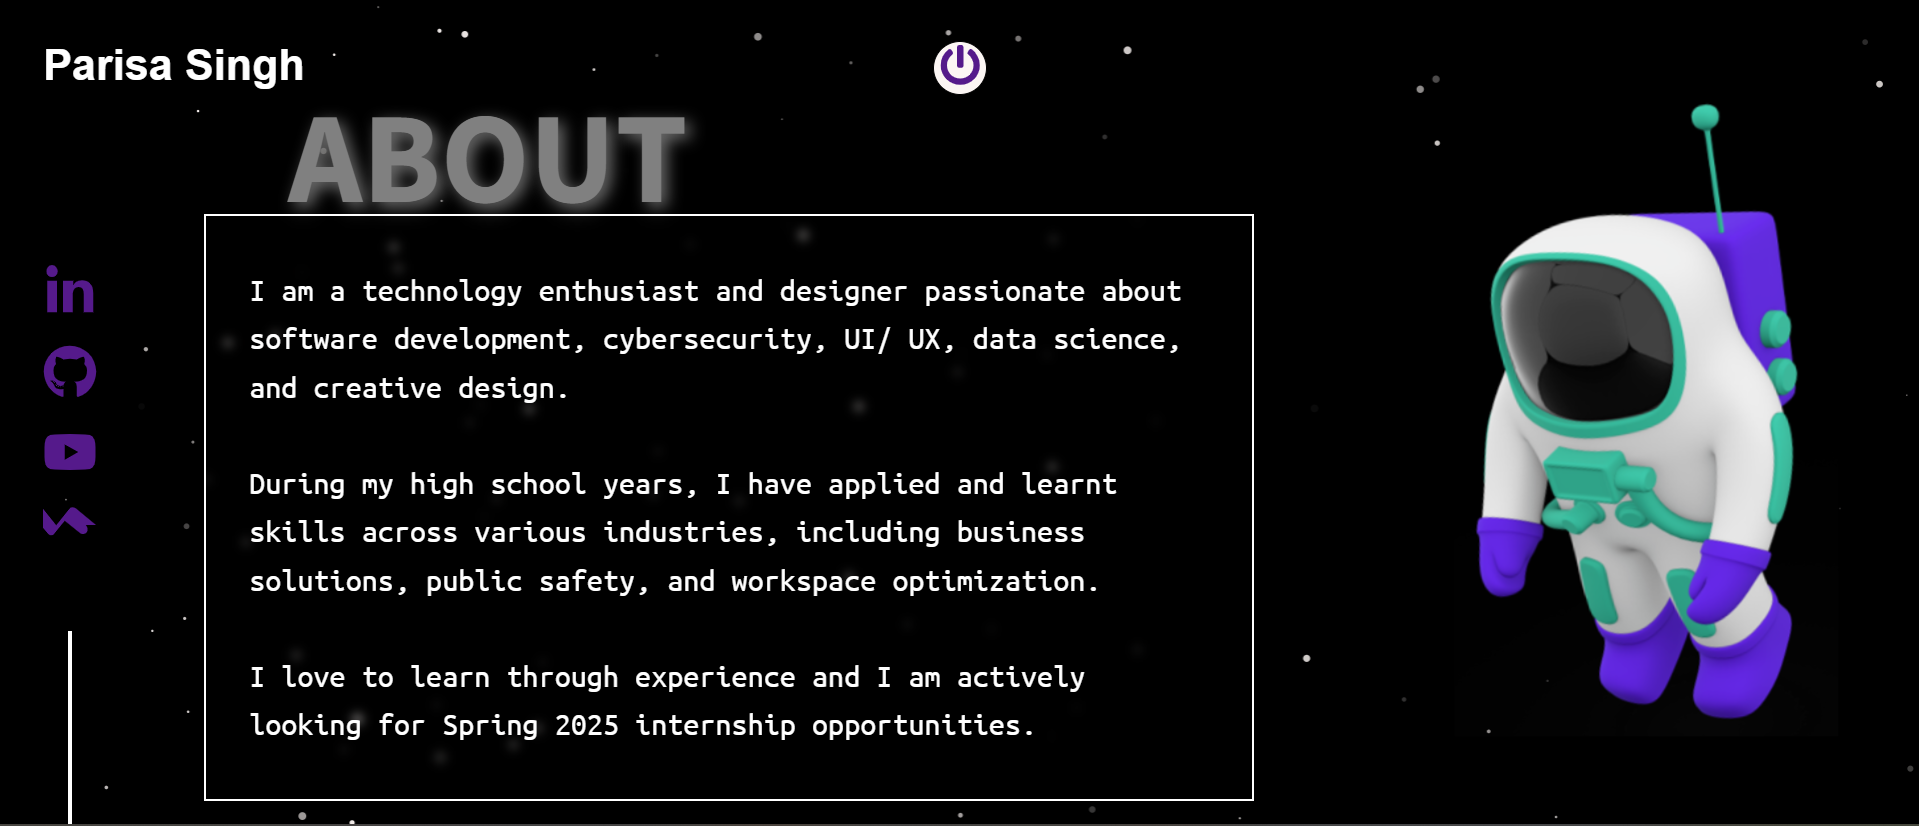 Parisa Singh
ABOUT
I am a technology enthusiast and designer passionate about
software development, cybersecurity, UI/ UX, data science,
and creative design.
During my high school years, I have applied and learnt
skills across various industries, including business
solutions, public safety, and workspace optimization.
I love to learn through experience and I am actively
looking for Spring 2025 internship opportunities.
in